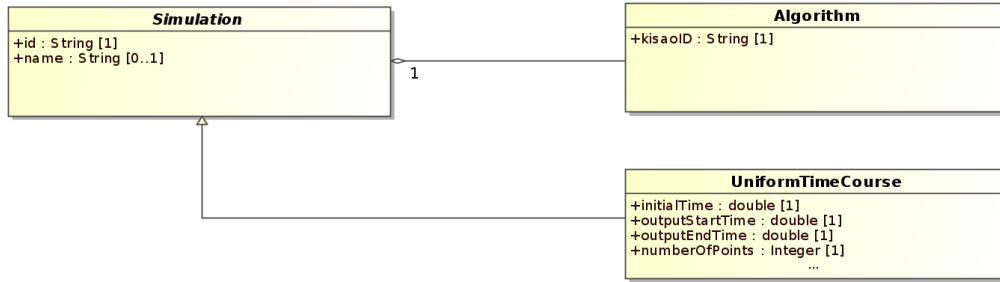 Simulation
+id : String [1]
+name : String [0..1]
1
Algorithm
+kisaoID : String [1]
UniformTimeCourse
+initialTime : double [1]
+outputStartTime : double [1]
+outputEndTime : double [1]
+numberOfPoints : Integer [1]
...